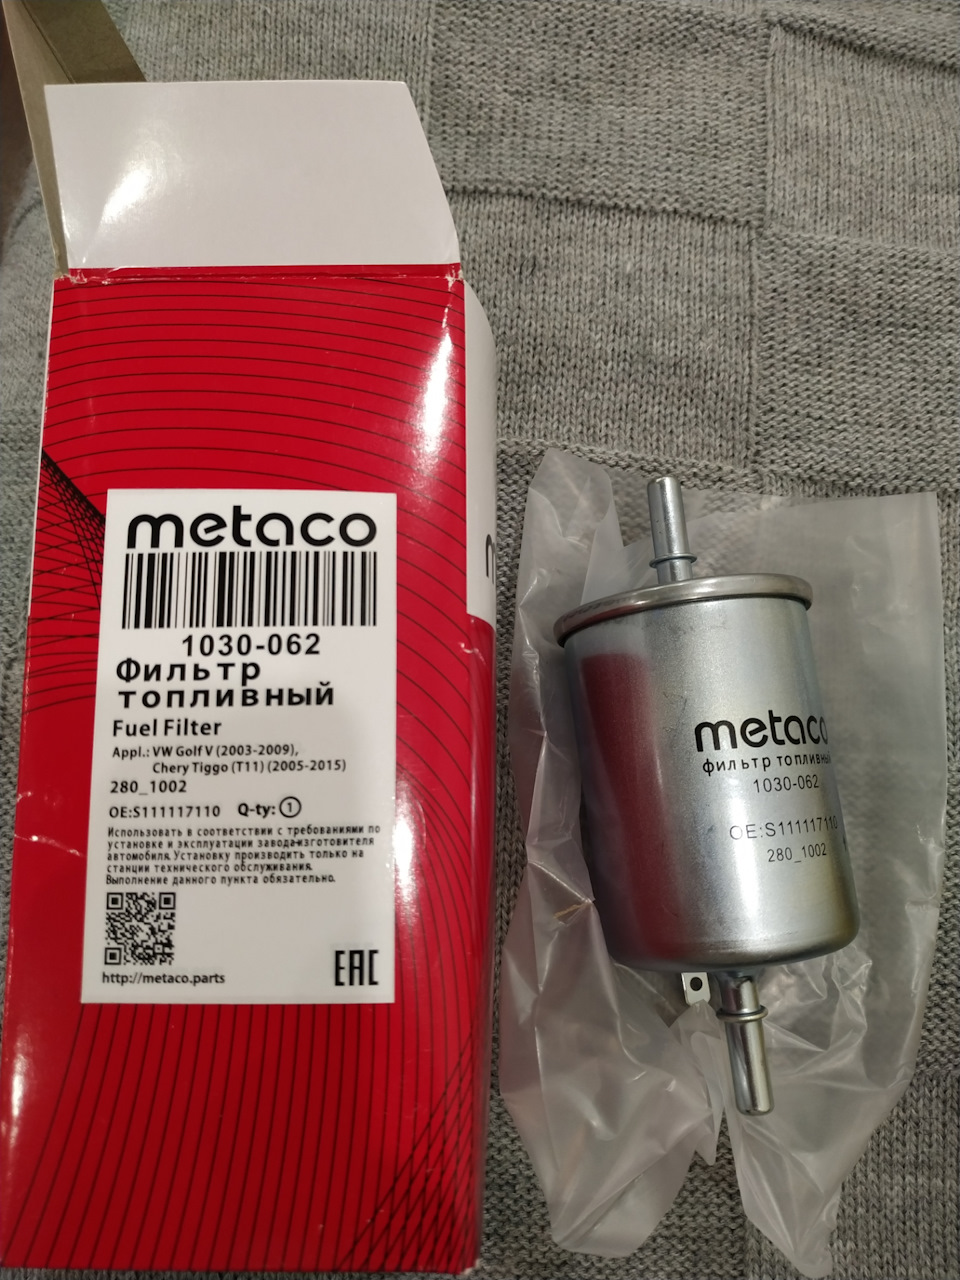 metaco
1030-062
Фильтр
топливный
Fuel Filter
Appl.: VW Golf V (2003-2009),
Chery Tiggo (T11) (2005-2015)
280_1002
OE:S111117110 Q-ty: 1
Использовать в соответствии с требованиями по
установке и эксплуатации завода-изготовителя
автомобиля. Установку производить только на
станции технического обслуживания.
Выполнение данного пункта обязательно.
http://metaco.parts
EAC
metaco
фильтр топливный
1030-062
OE:S111117110
280_1002